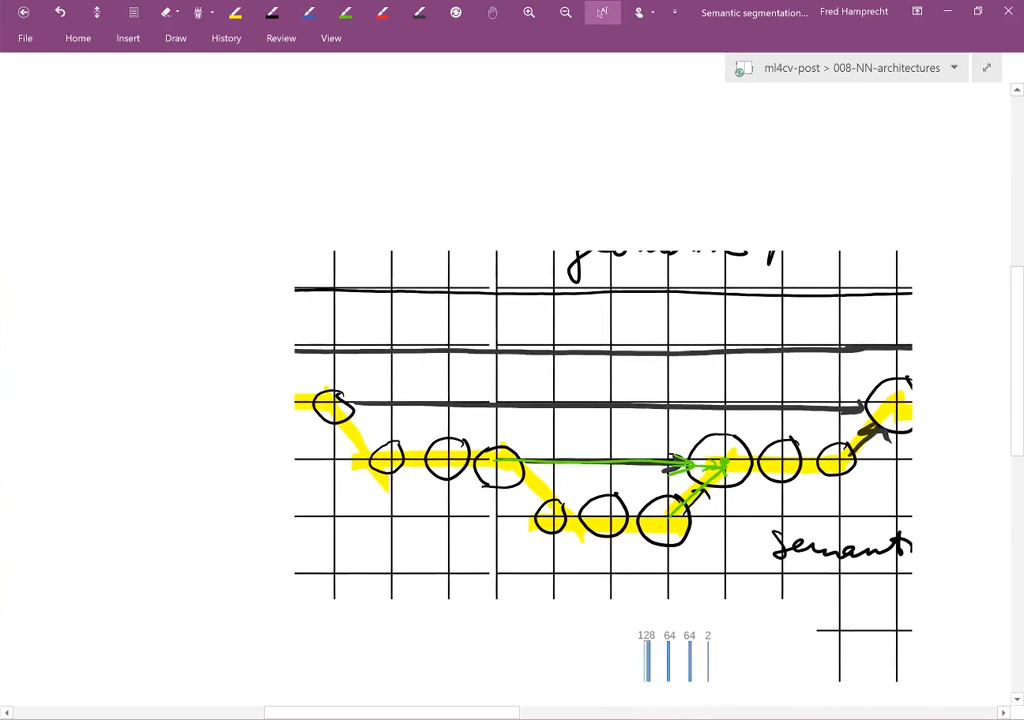 Semantic segmentation... Fred Hamprecht
File Home Insert Draw History Review View
ml4cv-post > 008-NN-architectures
128 64 64 2